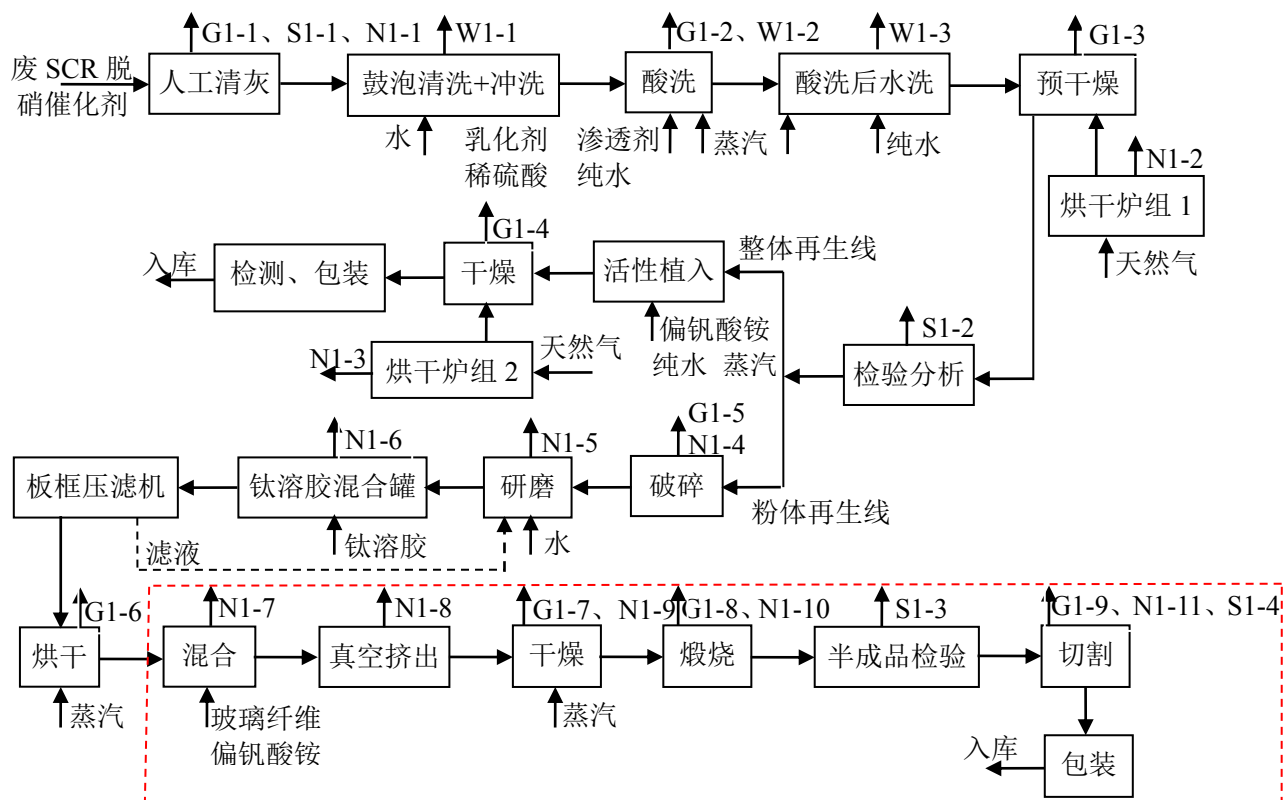 G1-1、S1-1、N1-1
W1-1
G1-2、W1-2
W1-3
G1-3
废 SCR 脱
硝催化剂
人工清灰
鼓泡清洗+冲洗
酸洗
酸洗后水洗
预干燥
水
乳化剂
稀硫酸
渗透剂
纯水
蒸汽
纯水
N1-2
烘干炉组 1
天然气
G1-4
入库
检测、包装
干燥
活性植入
整体再生线
N1-3
烘干炉组 2
天然气
偏钒酸铵
纯水 蒸汽
S1-2
检验分析
N1-6
N1-5
G1-5
N1-4
板框压滤机
钛溶胶混合罐
研磨
破碎
粉体再生线
滤液
钛溶胶
水
G1-6
N1-7
N1-8
G1-7、N1-9
G1-8、N1-10
S1-3
G1-9、N1-11、S1-4
烘干
混合
真空挤出
干燥
煅烧
半成品检验
切割
蒸汽
玻璃纤维
偏钒酸铵
蒸汽
入库
包装